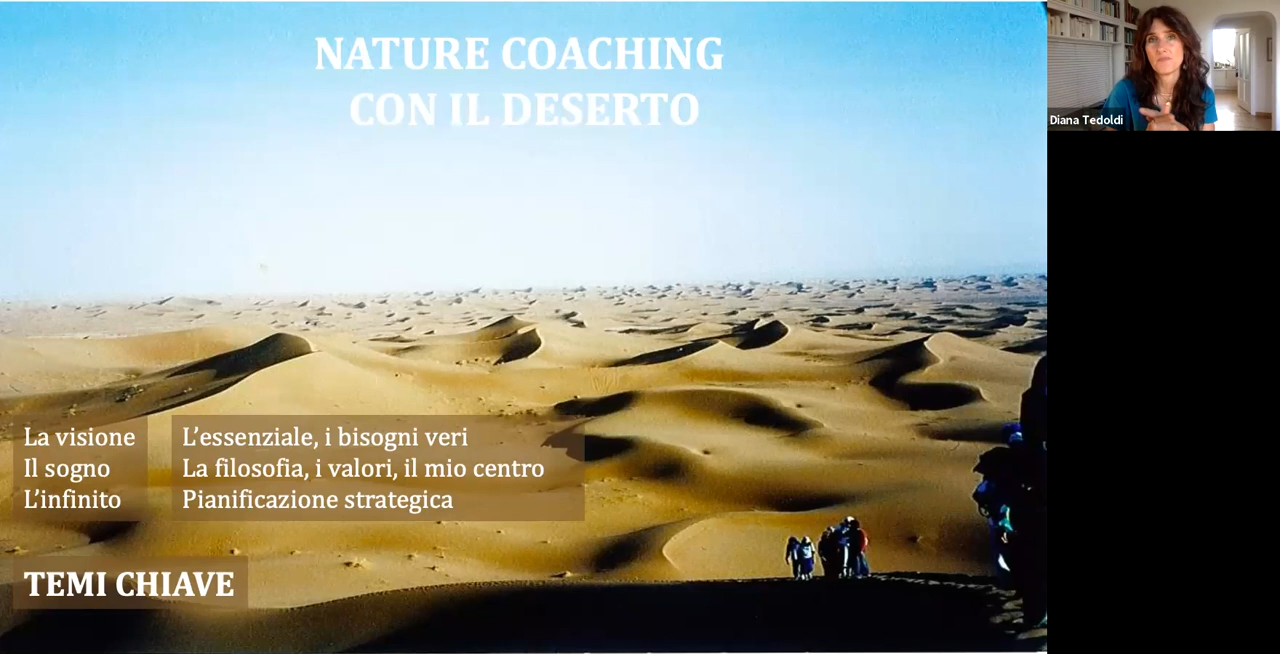 NATURE COACHING
CON IL DESERTO
Diana Tedoldi
La visione
Il sogno
L'infinito
L’essenziale, i bisogni veri
La filosofia, i valori, il mio centro
Pianificazione strategica
TEMI CHIAVE